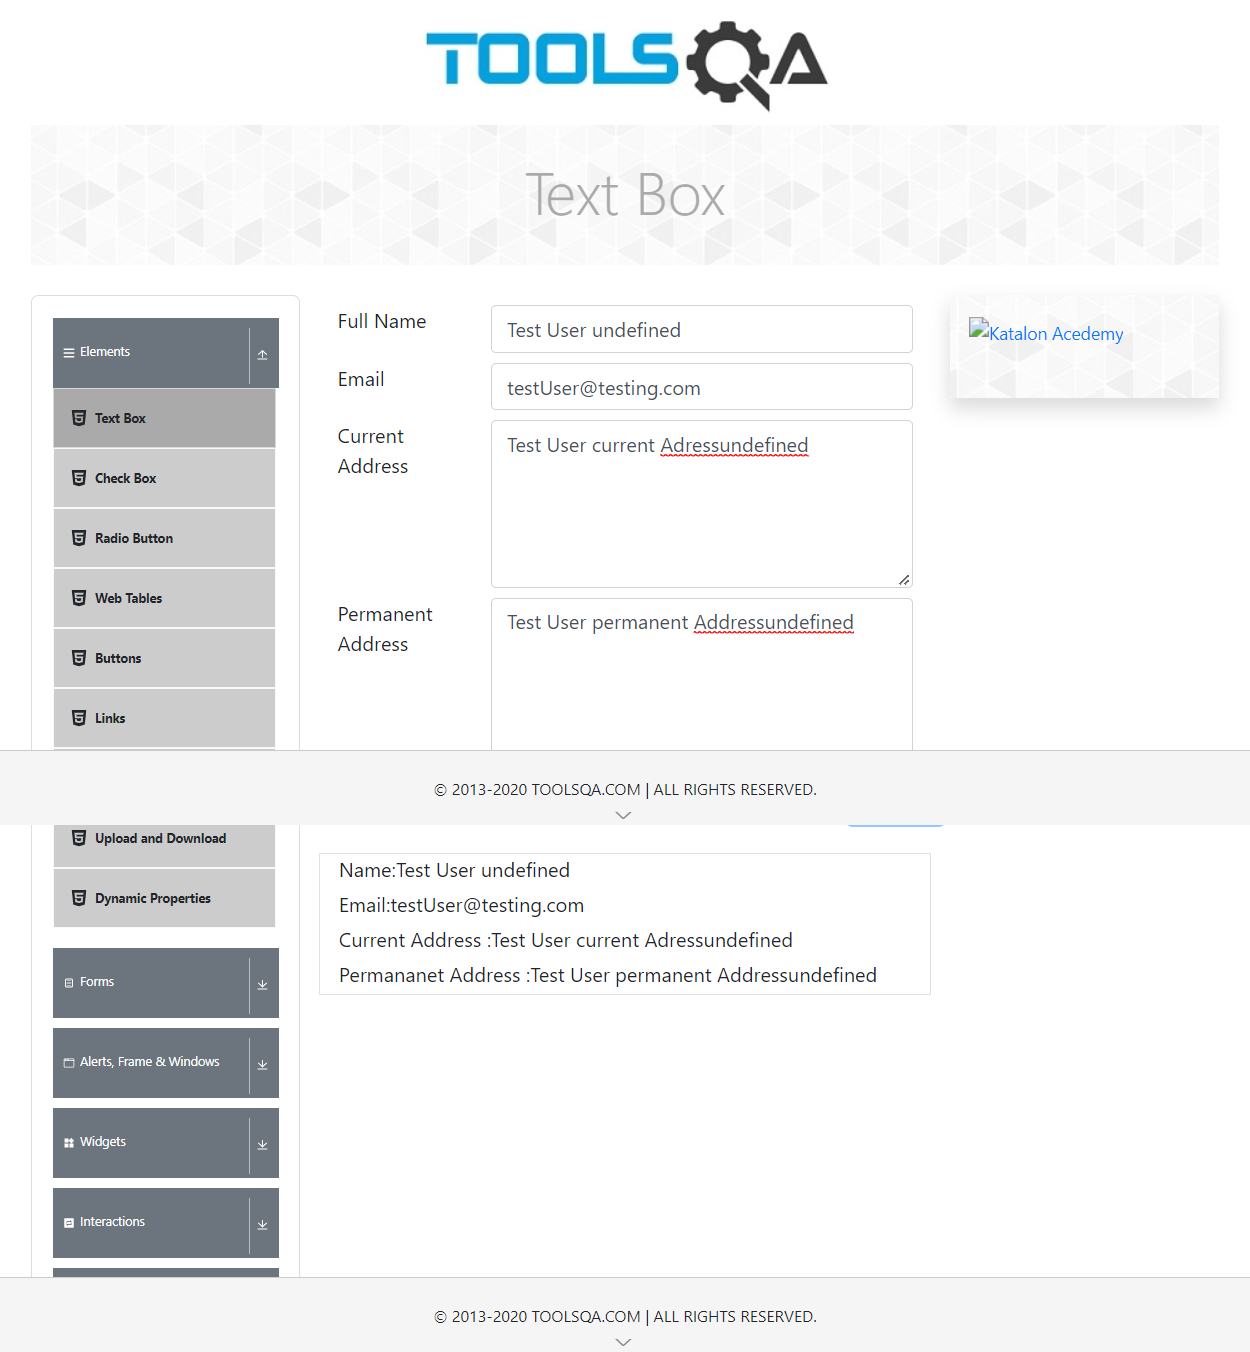 TOOLSQA
Text Box
Elements
Text Box
Check Box
Radio Button
Web Tables
Buttons
Links
Full Name
Test User undefined
Email
testUser@testing.com
Current
Address
Test User current Adressundefined
Permanent
Address
Test User permanent Addressundefined
Katalon Acedemy
© 2013-2020 TOOLSQA.COM | ALL RIGHTS RESERVED.
Upload and Download
Dynamic Properties
Forms
Alerts, Frame & Windows
Widgets
Interactions
Name:Test User undefined
Email:testUser@testing.com
Current Address :Test User current Adressundefined
Permananet Address :Test User permanent Addressundefined
© 2013-2020 TOOLSQA.COM | ALL RIGHTS RESERVED.